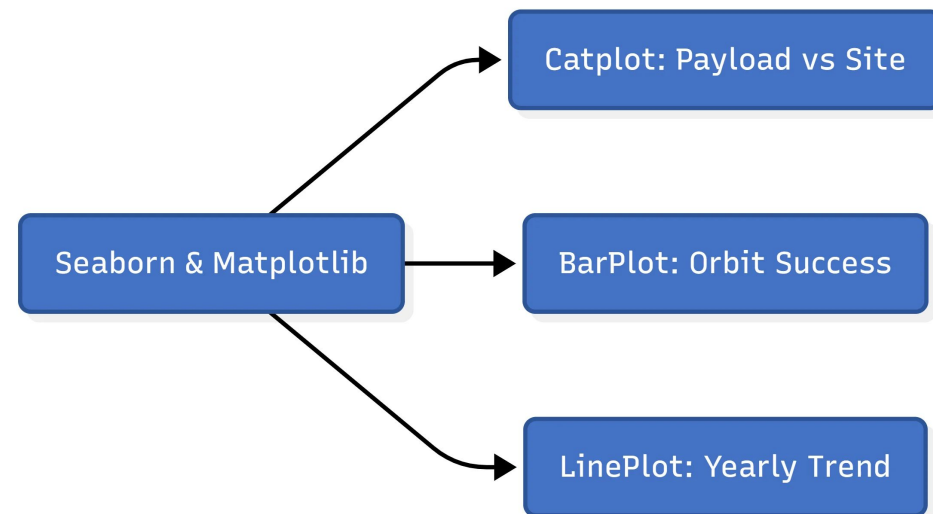 Catplot: Payload vs Site
Seaborn & Matplotlib
BarPlot: Orbit Success
LinePlot: Yearly Trend